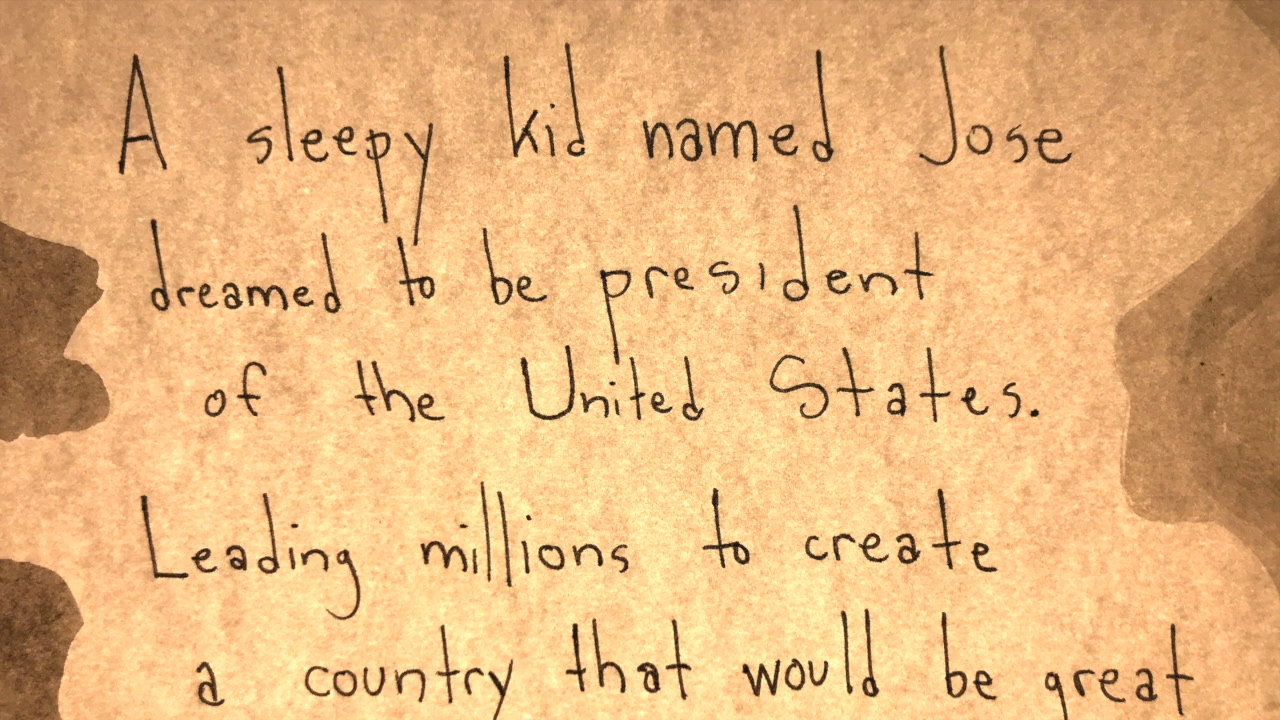 A sleepy kid named Jose
dreamed to be president
of the United States.
Leading millions to create
a country that would be great